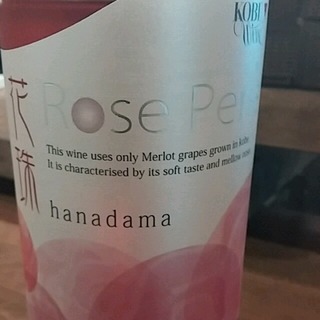 KOBE
花珠
Rose Pe
This wine uses only Merlot grapes grown in kobe
It is characterised by its soft taste and mellow
hanadama